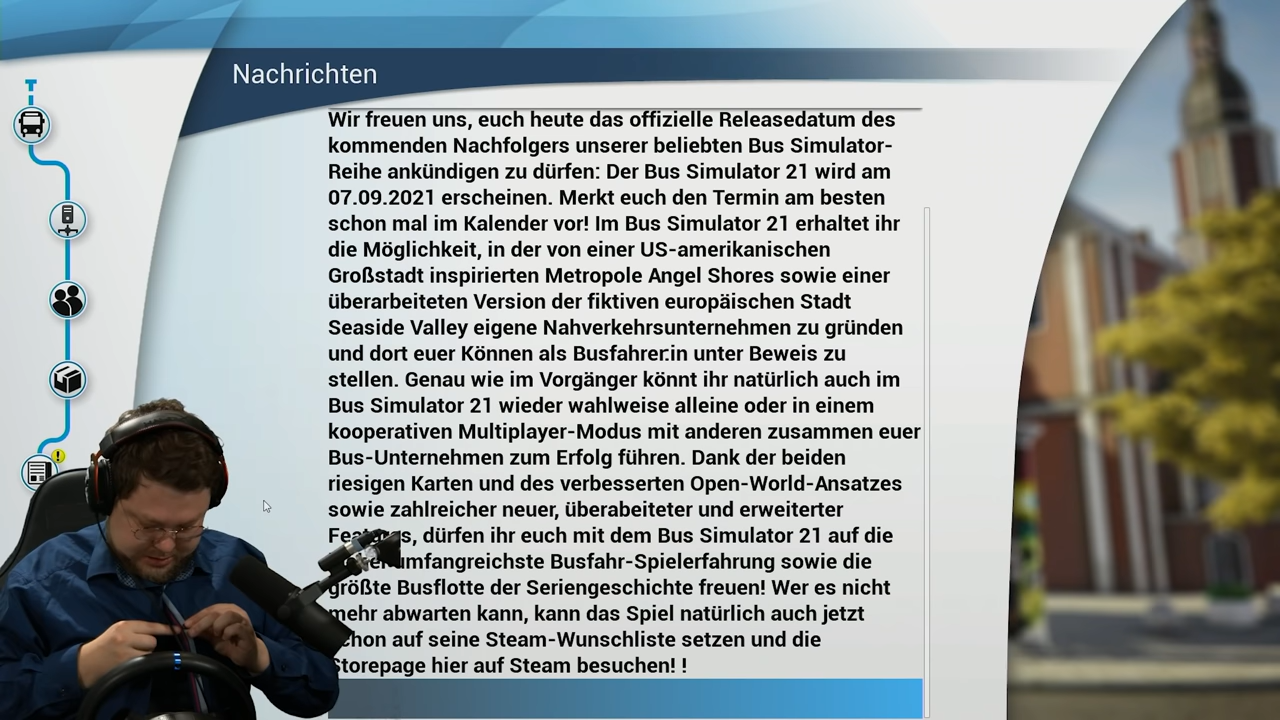 Nachrichten
Wir freuen uns, euch heute das offizielle Releasedatum des
kommenden Nachfolgers unserer beliebten Bus Simulator-
Reihe ankündigen zu dürfen: Der Bus Simulator 21 wird am
07.09.2021 erscheinen. Merkt euch den Termin am besten
schon mal im Kalender vor! Im Bus Simulator 21 erhaltet ihr
die Möglichkeit, in der von einer US-amerikanischen
Großstadt inspirierten Metropole Angel Shores sowie einer
überarbeiteten Version der fiktiven europäischen Stadt
Seaside Valley eigene Nahverkehrsunternehmen zu gründen
und dort euer Können als Busfahrer:in unter Beweis zu
stellen. Genau wie im Vorgänger könnt ihr natürlich auch im
Bus Simulator 21 wieder wahlweise alleine oder in einem
kooperativen Multiplayer-Modus mit anderen zusammen euer
Bus-Unternehmen zum Erfolg führen. Dank der beiden
riesigen Karten und des verbesserten Open-World-Ansatzes
sowie zahlreicher neuer, überabeiteter und erweiterter
dürfen ihr euch mit dem Bus Simulator 21 auf die
umfangreichste Busfahr-Spielerfahrung sowie die
größte Busflotte der Seriengeschichte freuen! Wer es nicht
mehr abwarten kann, kann das Spiel natürlich auch jetzt
schon auf seine Steam-Wunschliste setzen und die
Storepage hier auf Steam besuchen! !